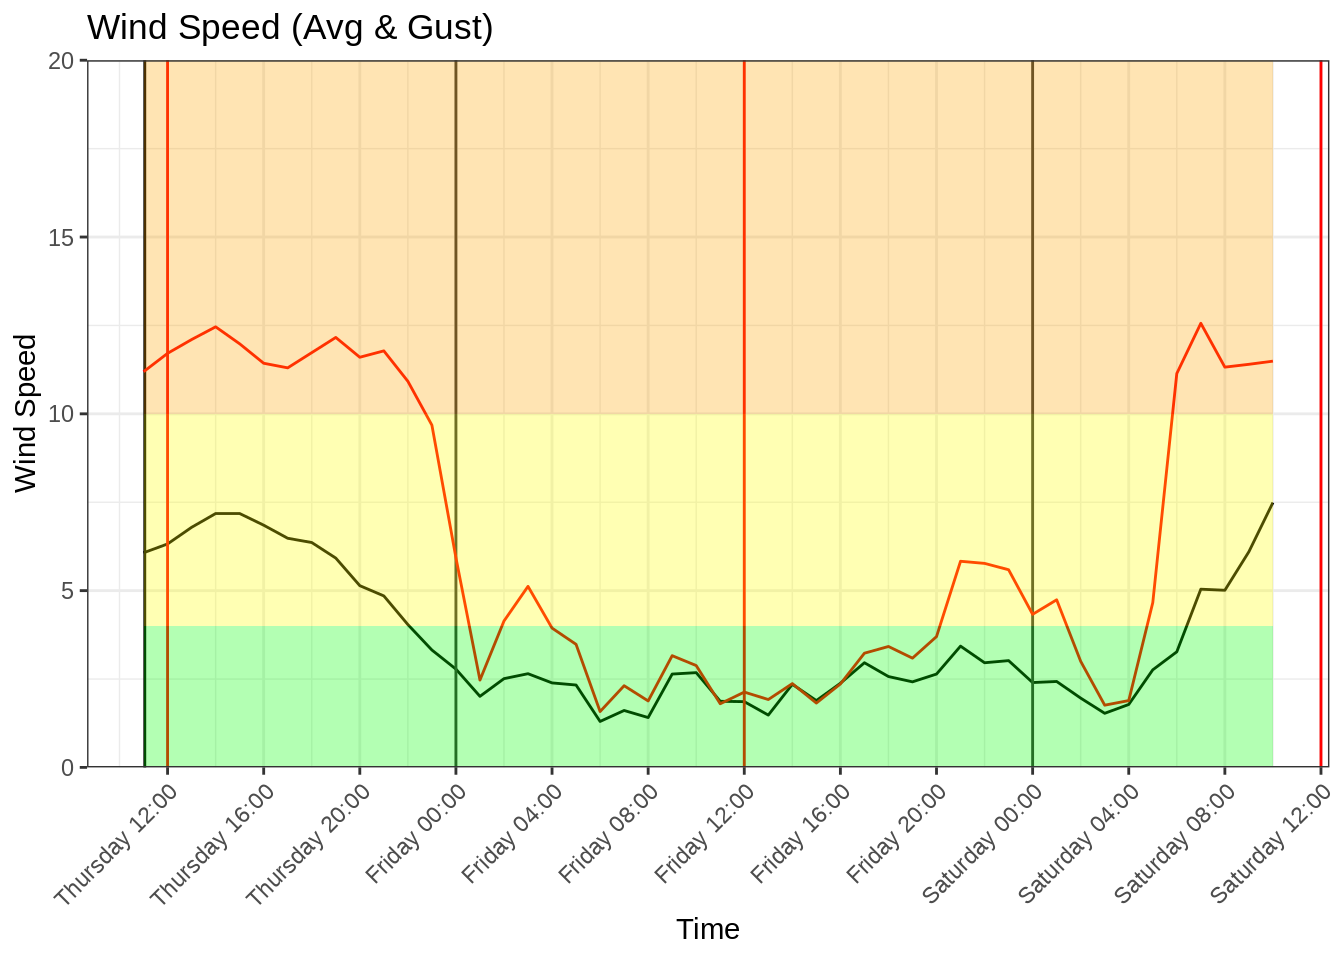 Wind Speed (Avg & Gust)
20
15
10
5
0
Wind Speed
Thursday 12:00
Thursday 16:00
Thursday 20:00
Friday 00:00
Friday 04:00
Friday 08:00
Friday 12:00
Friday 16:00
Friday 20:00
Saturday 00:00
Saturday 04:00
Saturday 08:00
Saturday 12:00
Time